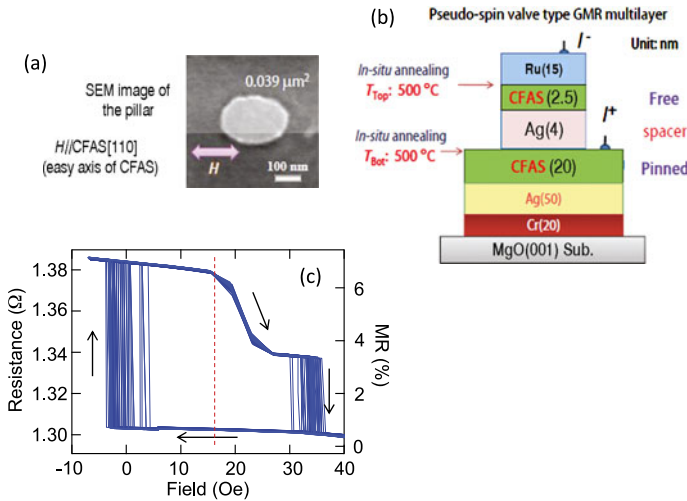 (a)
SEM image of
the pillar
H//CFAS[110]
(easy axis of CFAS)
0.039 μm²
H
100 nm
(b)
Pseudo-spin valve type GMR multilayer
I⁻
Unit: nm
In-situ annealing
T_Top: 500 °C
Ru(15)
CFAS (2.5)
Free
Ag(4)
spacer
I⁺
In-situ annealing
T_Bot: 500 °C
CFAS (20)
Pinned
Ag(50)
Cr(20)
MgO(001) Sub.
(c)
Resistance (Ω)
1.38
1.36
1.34
1.32
1.30
MR (%)
6
4
2
0
-10
0
10
20
30
40
Field (Oe)